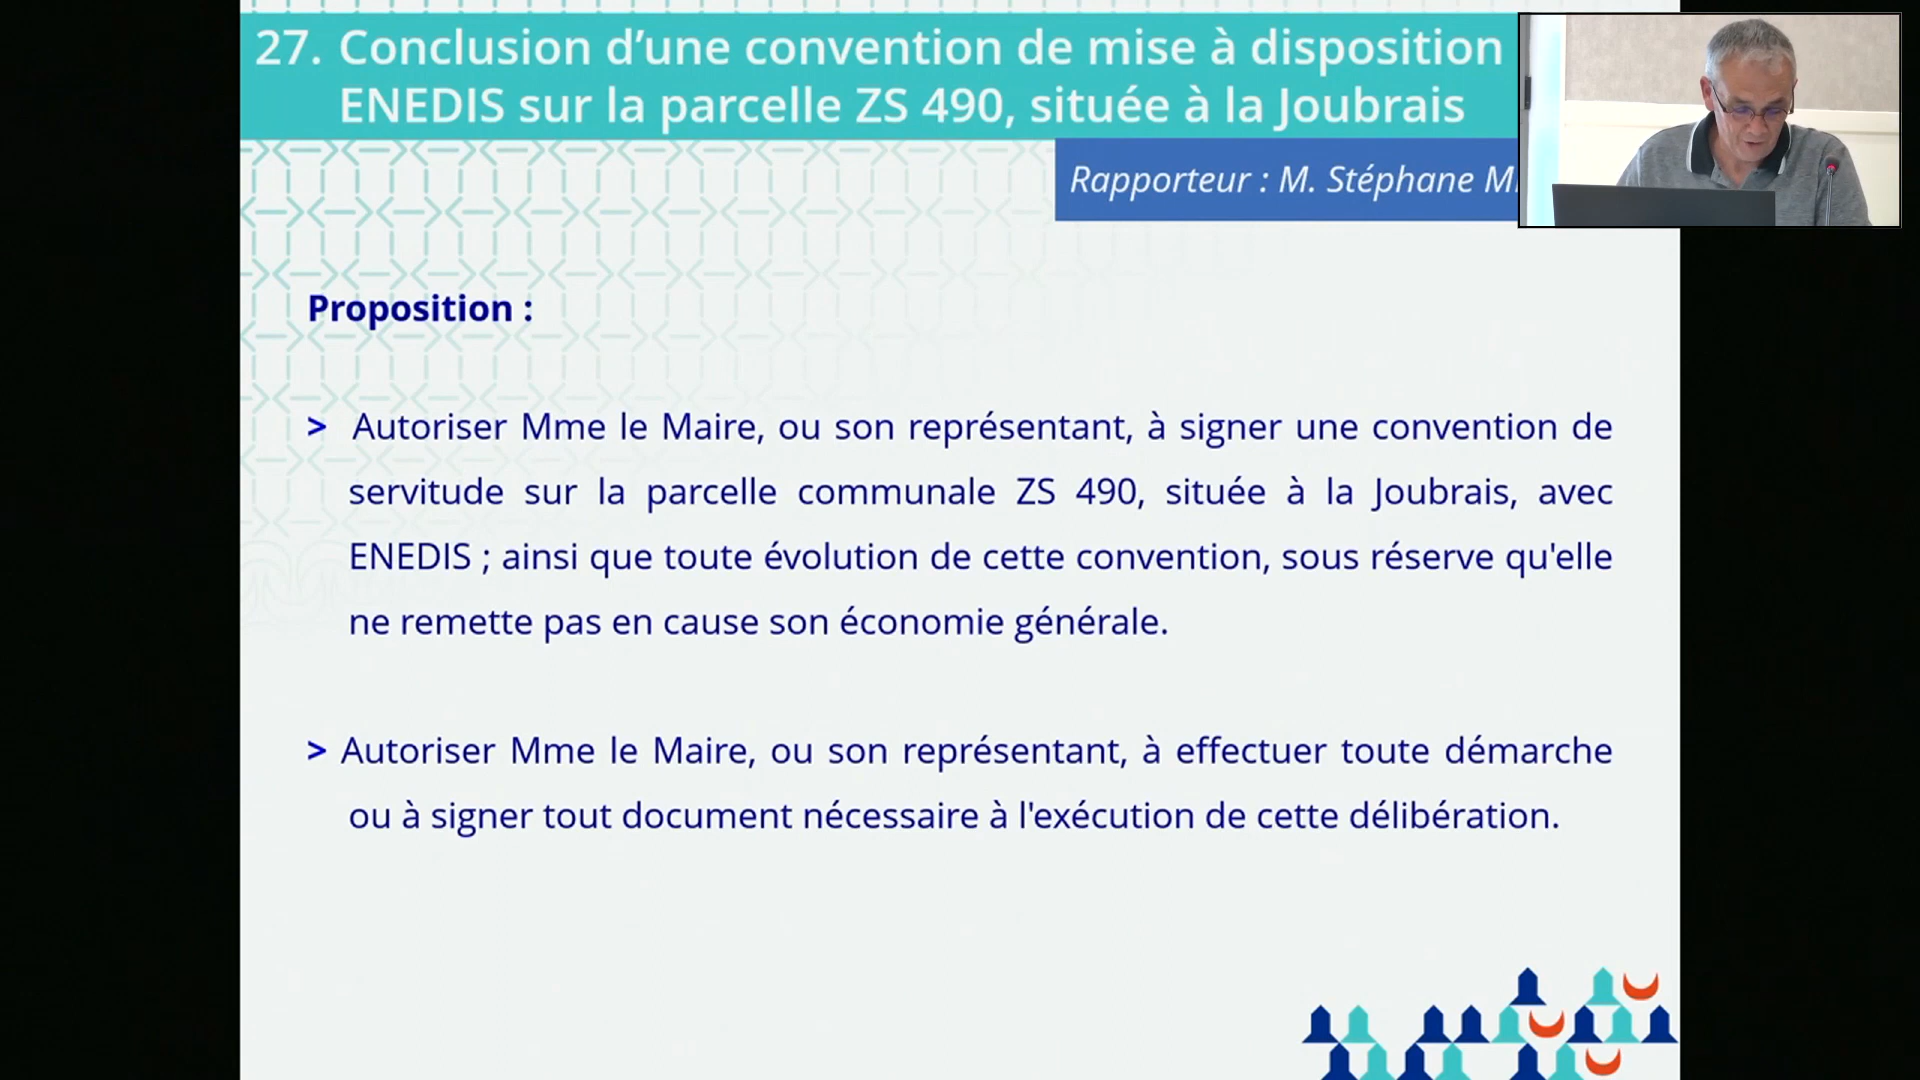 27. Conclusion d’une convention de mise à disposition
ENEDIS sur la parcelle ZS 490, située à la Joubrais
Rapporteur : M. Stéphane
Proposition :
> Autoriser Mme le Maire, ou son représentant, à signer une convention de
servitude sur la parcelle communale ZS 490, située à la Joubrais, avec
ENEDIS ; ainsi que toute évolution de cette convention, sous réserve qu'elle
ne remette pas en cause son économie générale.
> Autoriser Mme le Maire, ou son représentant, à effectuer toute démarche
ou à signer tout document nécessaire à l'exécution de cette délibération.